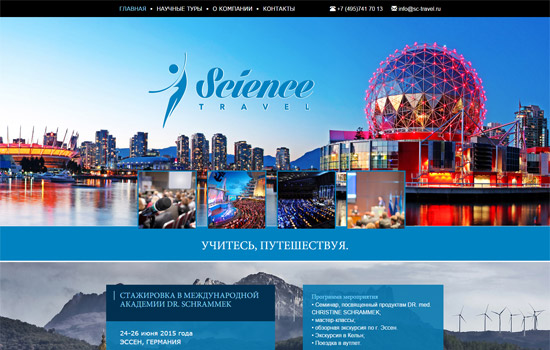 ГЛАВНАЯ • НАУЧНЫЕ ТУРЫ • О КОМПАНИИ • КОНТАКТЫ
+7 (495)741 70 13 info@sc-travel.ru
Science
TRAVEL
УЧИТЕСЬ, ПУТЕШЕСТВУЯ.
СТАЖИРОВКА В МЕЖДУНАРОДНОЙ
АКАДЕМИИ DR. SCHRAMMEK
24-26 июня 2015 года
ЭССЕН, ГЕРМАНИЯ
Программа мероприятия
• Семинар, посвященный продуктам DR. med.
CHRISTINE SCHRAMMEK,
• мастер-классы,
• обзорная экскурсия по г. Эссен.
• Экскурсия в Кельн,
• Поездка в аутлет.